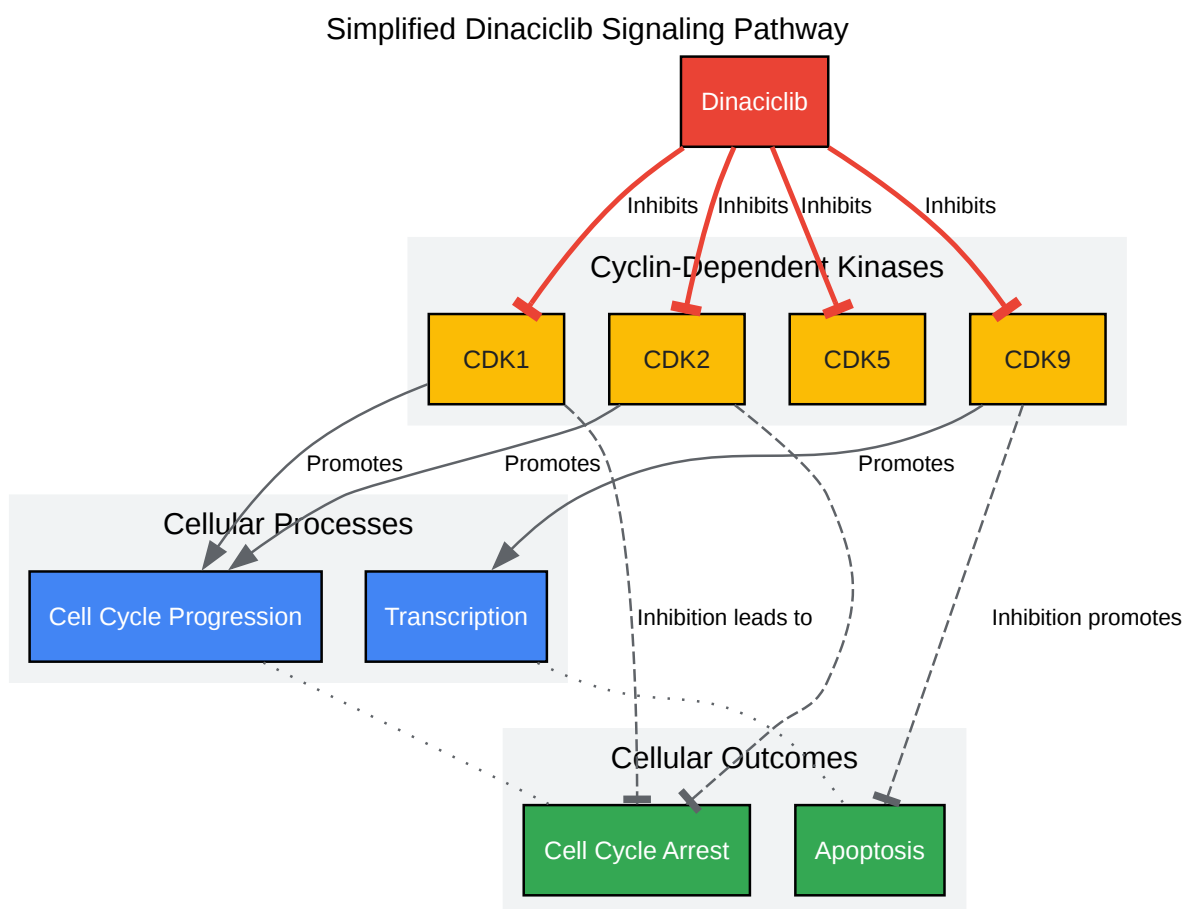 Simplified Dinaciclib Signaling Pathway
Dinaciclib
Inhibits
Inhibits
Inhibits
Inhibits
Cyclin-Dependent Kinases
CDK1
CDK2
CDK5
CDK9
Promotes
Promotes
Promotes
Cellular Processes
Cell Cycle Progression
Transcription
Inhibition leads to
Inhibition promotes
Cellular Outcomes
Cell Cycle Arrest
Apoptosis